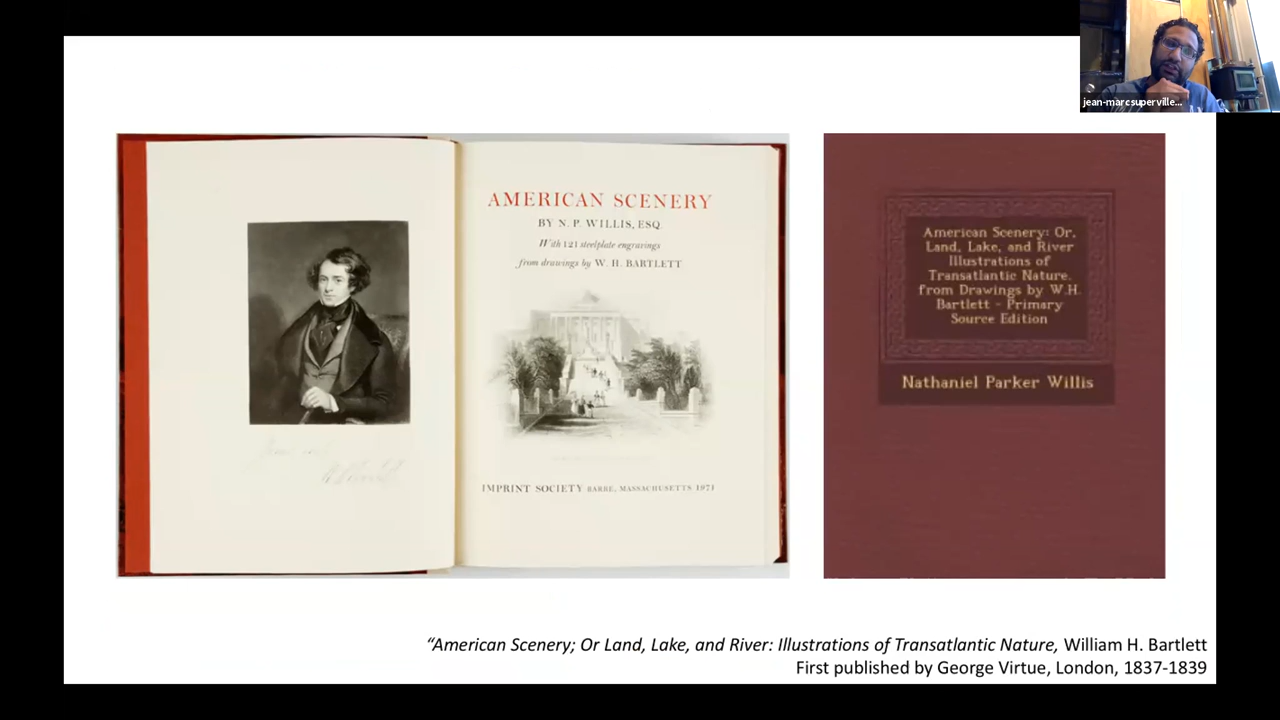 jean-marcsuperville...
AMERICAN SCENERY
BY N. P. WILLIS, ESQ.
With 121 steelplate engravings
from drawings by W. H. BARTLETT
IMPRINT SOCIETY BARRE, MASSACHUSETTS 1971
American Scenery: Or,
Land, Lake, and River
Illustrations of
Transatlantic Nature.
from Drawings by W.H.
Bartlett - Primary
Source Edition
Nathaniel Parker Willis
“American Scenery; Or Land, Lake, and River: Illustrations of Transatlantic Nature, William H. Bartlett
First published by George Virtue, London, 1837-1839